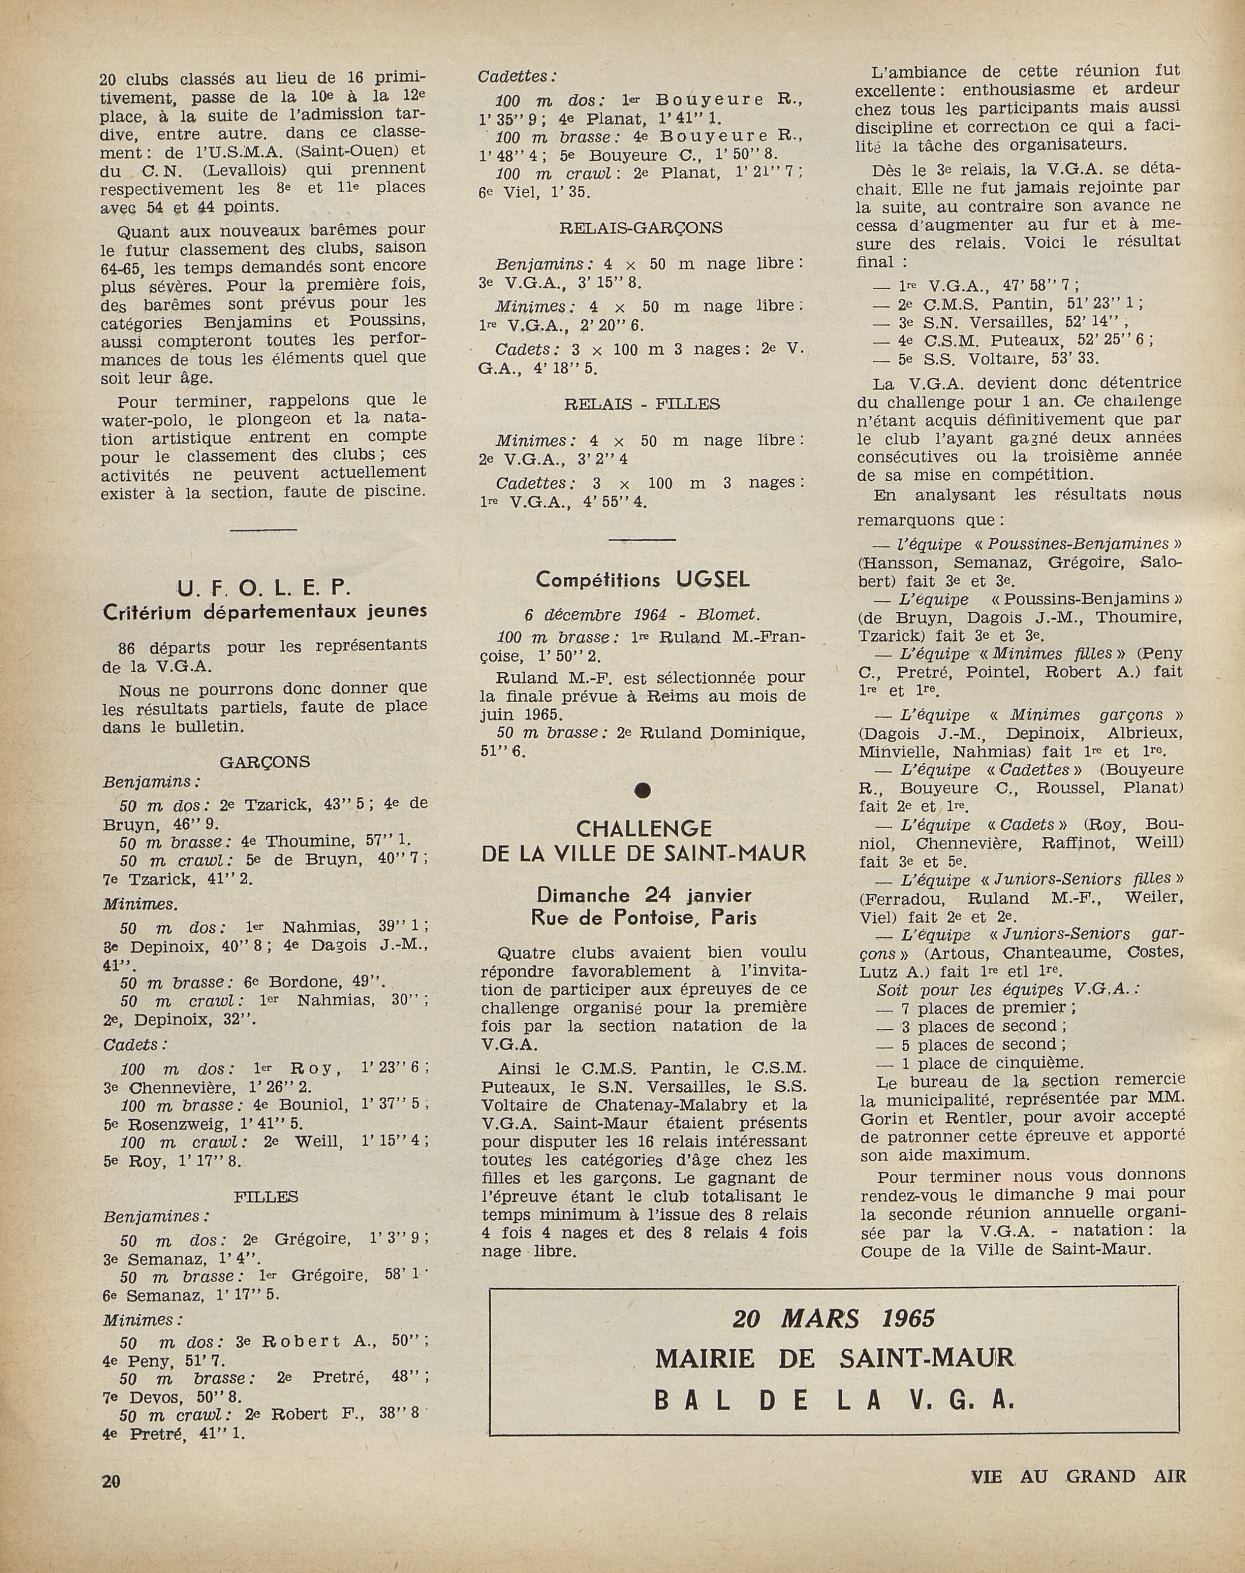 20 clubs classés au lieu de 16 primi-
tivement, passe de la 10e à la 12e
place, à la suite de l'admission tar-
dive, entre autre. dans ce classe-
ment : de l'U.S.M.A. (Saint-Ouen) et
du C.N. (Levallois) qui prennent
respectivement les 8e et 11e places
avec 54 et 44 points.
Quant aux nouveaux barêmes pour
le futur classement des clubs, saison
64-65, les temps demandés sont encore
plus sévères. Pour la première fois,
des barêmes sont prévus pour les
catégories Benjamins et Poussins,
aussi compteront toutes les perfor-
mances de tous les éléments quel que
soit leur âge.
Pour terminer, rappelons que le
water-polo, le plongeon et la nata-
tion artistique entrent en compte
pour le classement des clubs ; ces
activités ne peuvent actuellement
exister à la section, faute de piscine.
U. F. O. L. E. P.
Critérium départementaux jeunes
86 départs pour les représentants
de la V.G.A.
Nous ne pourrons donc donner que
les résultats partiels, faute de place
dans le bulletin.
GARÇONS
Benjamins :
50 m dos : 2e Tzarick, 43'' 5 ; 4e de
Bruyn, 46'' 9.
50 m brasse : 4e Thoumine, 57'' 1.
50 m crawl : 5e de Bruyn, 40'' 7 ;
7e Tzarick, 41'' 2.
Minimes.
50 m dos : 1er Nahmias, 39'' 1 ;
3e Depinoix, 40'' 8 ; 4e Dagois J.-M.,
41''.
50 m brasse : 6e Bordone, 49''.
50 m crawl : 1er Nahmias, 30'' ;
2e, Depinoix, 32''.
Cadets :
100 m dos : 1er Roy, 1' 23'' 6 ;
3e Chennevière, 1' 26'' 2.
100 m brasse : 4e Bouniol, 1' 37'' 5 ;
5e Rosenzweig, 1' 41'' 5.
100 m crawl : 2e Weill, 1' 15'' 4 ;
5e Roy, 1' 17'' 8.
FILLES
Benjamines :
50 m dos : 2e Grégoire, 1' 3'' 9 ;
3e Semanaz, 1' 4''.
50 m brasse : 1er Grégoire, 58' 1
6e Semanaz, 1' 17'' 5.
Minimes :
50 m dos : 3e Robert A., 50'' ;
4e Peny, 51' 7.
50 m brasse : 2e Pretré, 48'' ;
7e Devos, 50'' 8.
50 m crawl : 2e Robert F., 38'' 8
4e Pretré, 41'' 1.
Cadettes :
100 m dos : 1er Bouyeure R.,
1' 35'' 9 ; 4e Planat, 1' 41'' 1.
100 m brasse : 4e Bouyeure R.,
1' 48'' 4 ; 5e Bouyeure C., 1' 50'' 8.
100 m crawl : 2e Planat, 1' 21'' 7 ;
6e Viel, 1' 35.
RELAIS-GARÇONS
Benjamins : 4 x 50 m nage libre :
3e V.G.A., 3' 15'' 8.
Minimes : 4 x 50 m nage libre :
1re V.G.A., 2' 20'' 6.
Cadets : 3 x 100 m 3 nages : 2e V.
G.A., 4' 18'' 5.
RELAIS - FILLES
Minimes : 4 x 50 m nage libre :
2e V.G.A., 3' 2'' 4
Cadettes : 3 x 100 m 3 nages :
1re V.G.A., 4' 55'' 4.
Compétitions UGSEL
6 décembre 1964 - Blomet.
100 m brasse : 1re Ruland M.-Fran-
çoise, 1' 50'' 2.
Ruland M.-F. est sélectionnée pour
la finale prévue à Reims au mois de
juin 1965.
50 m brasse : 2e Ruland Dominique,
51'' 6.
CHALLENGE
DE LA VILLE DE SAINT-MAUR
Dimanche 24 janvier
Rue de Pontoise, Paris
Quatre clubs avaient bien voulu
répondre favorablement à l'invita-
tion de participer aux épreuves de ce
challenge organisé pour la première
fois par la section natation de la
V.G.A.
Ainsi le C.M.S. Pantin, le C.S.M.
Puteaux, le S.N. Versailles, le S.S.
Voltaire de Chatenay-Malabry et la
V.G.A. Saint-Maur étaient présents
pour disputer les 16 relais intéressant
toutes les catégories d'âge chez les
filles et les garçons. Le gagnant de
l'épreuve étant le club totalisant le
temps minimum à l'issue des 8 relais
4 fois 4 nages et des 8 relais 4 fois
nage libre.
L'ambiance de cette réunion fut
excellente : enthousiasme et ardeur
chez tous les participants mais aussi
discipline et correction ce qui a faci-
lité la tâche des organisateurs.
Dès le 3e relais, la V.G.A. se déta-
chait. Elle ne fut jamais rejointe par
la suite, au contraire son avance ne
cessa d'augmenter au fur et à me-
sure des relais. Voici le résultat
final :
— 1re V.G.A., 47' 58'' 7 ;
— 2e C.M.S. Pantin, 51' 23'' 1 ;
— 3e S.N. Versailles, 52' 14'' ;
— 4e C.S.M. Puteaux, 52' 25'' 6 ;
— 5e S.S. Voltaire, 53' 33.
La V.G.A. devient donc détentrice
du challenge pour 1 an. Ce challenge
n'étant acquis définitivement que par
le club l'ayant gagné deux années
consécutives ou la troisième année
de sa mise en compétition.
En analysant les résultats nous
remarquons que :
— l'équipe « Poussines-Benjamines »
(Hansson, Semanaz, Grégoire, Salo-
bert) fait 3e et 3e.
— L'équipe « Poussins-Benjamins »
(de Bruyn, Dagois J.-M., Thoumire,
Tzarick) fait 3e et 3e.
— L'équipe « Minimes filles » (Peny
C., Pretré, Pointel, Robert A.) fait
1re et 1re.
— L'équipe « Minimes garçons »
(Dagois J.-M., Depinoix, Albrieux,
Minvielle, Nahmias) fait 1re et 1re.
— L'équipe « Cadettes » (Bouyeure
R., Bouyeure C., Roussel, Planat)
fait 2e et 1re.
— L'équipe « Cadets » (Roy, Bou-
niol, Chennevière, Raffinot, Weill)
fait 3e et 5e.
— L'équipe « Juniors-Seniors filles »
(Ferradou, Ruland M.-F., Weiler,
Viel) fait 2e et 2e.
— L'équipe « Juniors-Seniors gar-
çons » (Artous, Chanteaume, Costes,
Lutz A.) fait 1re etl 1re.
Soit pour les équipes V.G.A. :
— 7 places de premier ;
— 3 places de second ;
— 5 places de second ;
— 1 place de cinquième.
Le bureau de la section remercie
la municipalité, représentée par MM.
Gorin et Rentler, pour avoir accepté
de patronner cette épreuve et apporté
son aide maximum.
Pour terminer nous vous donnons
rendez-vous le dimanche 9 mai pour
la seconde réunion annuelle organi-
sée par la V.G.A. - natation : la
Coupe de la Ville de Saint-Maur.
20 MARS 1965
MAIRIE DE SAINT-MAUR
BAL DE LA V. G. A.
20
VIE AU GRAND AIR